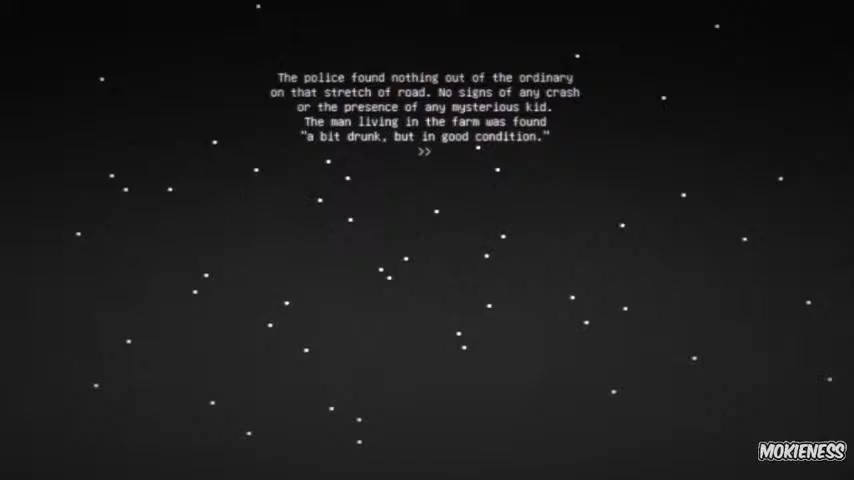 The police found nothing out of the ordinary
on that stretch of road. No signs of any crash
or the presence of any mysterious kid.
The man living in the farm was found
"a bit drunk, but in good condition."
>>
MOKIENESS